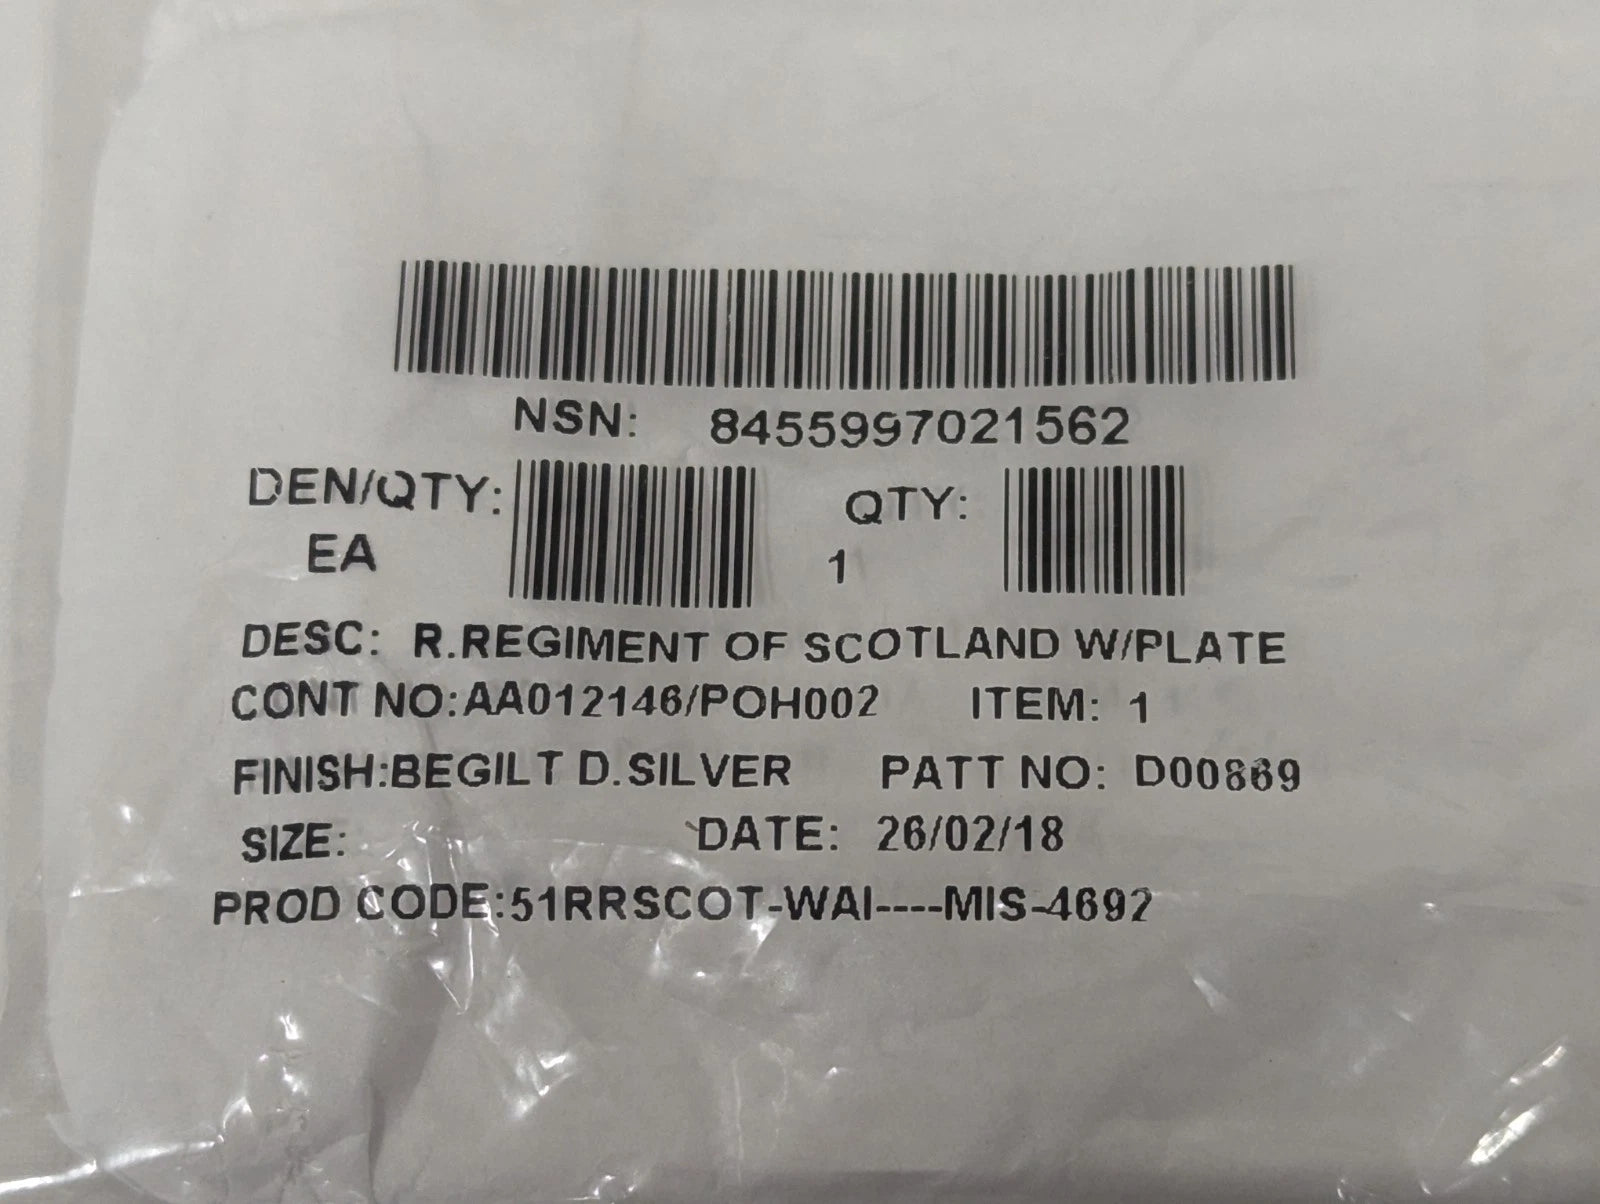 NSN: 8455997021562
DEN/QTY: QTY:
EA 1
DESC: R.REGIMENT OF SCOTLAND W/PLATE
CONT NO:AA012146/POH002 ITEM: 1
FINISH:BEGILT D.SILVER PATT NO: D00869
SIZE: DATE: 26/02/18
PROD CODE:51RRSCOT-WAI----MIS-4692